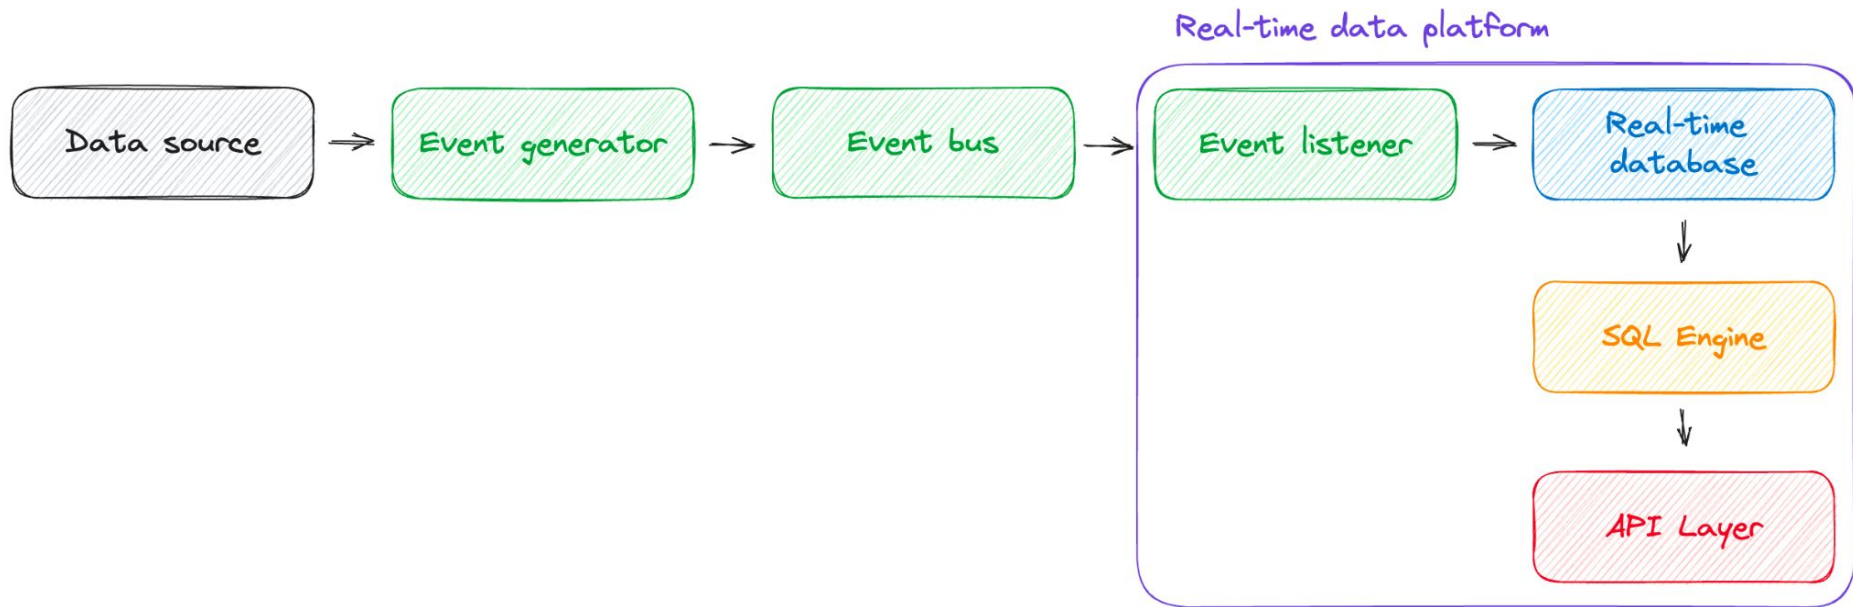 Real-time data platform
Data source
Event generator
Event bus
Event listener
Real-time
database
SQL Engine
API Layer